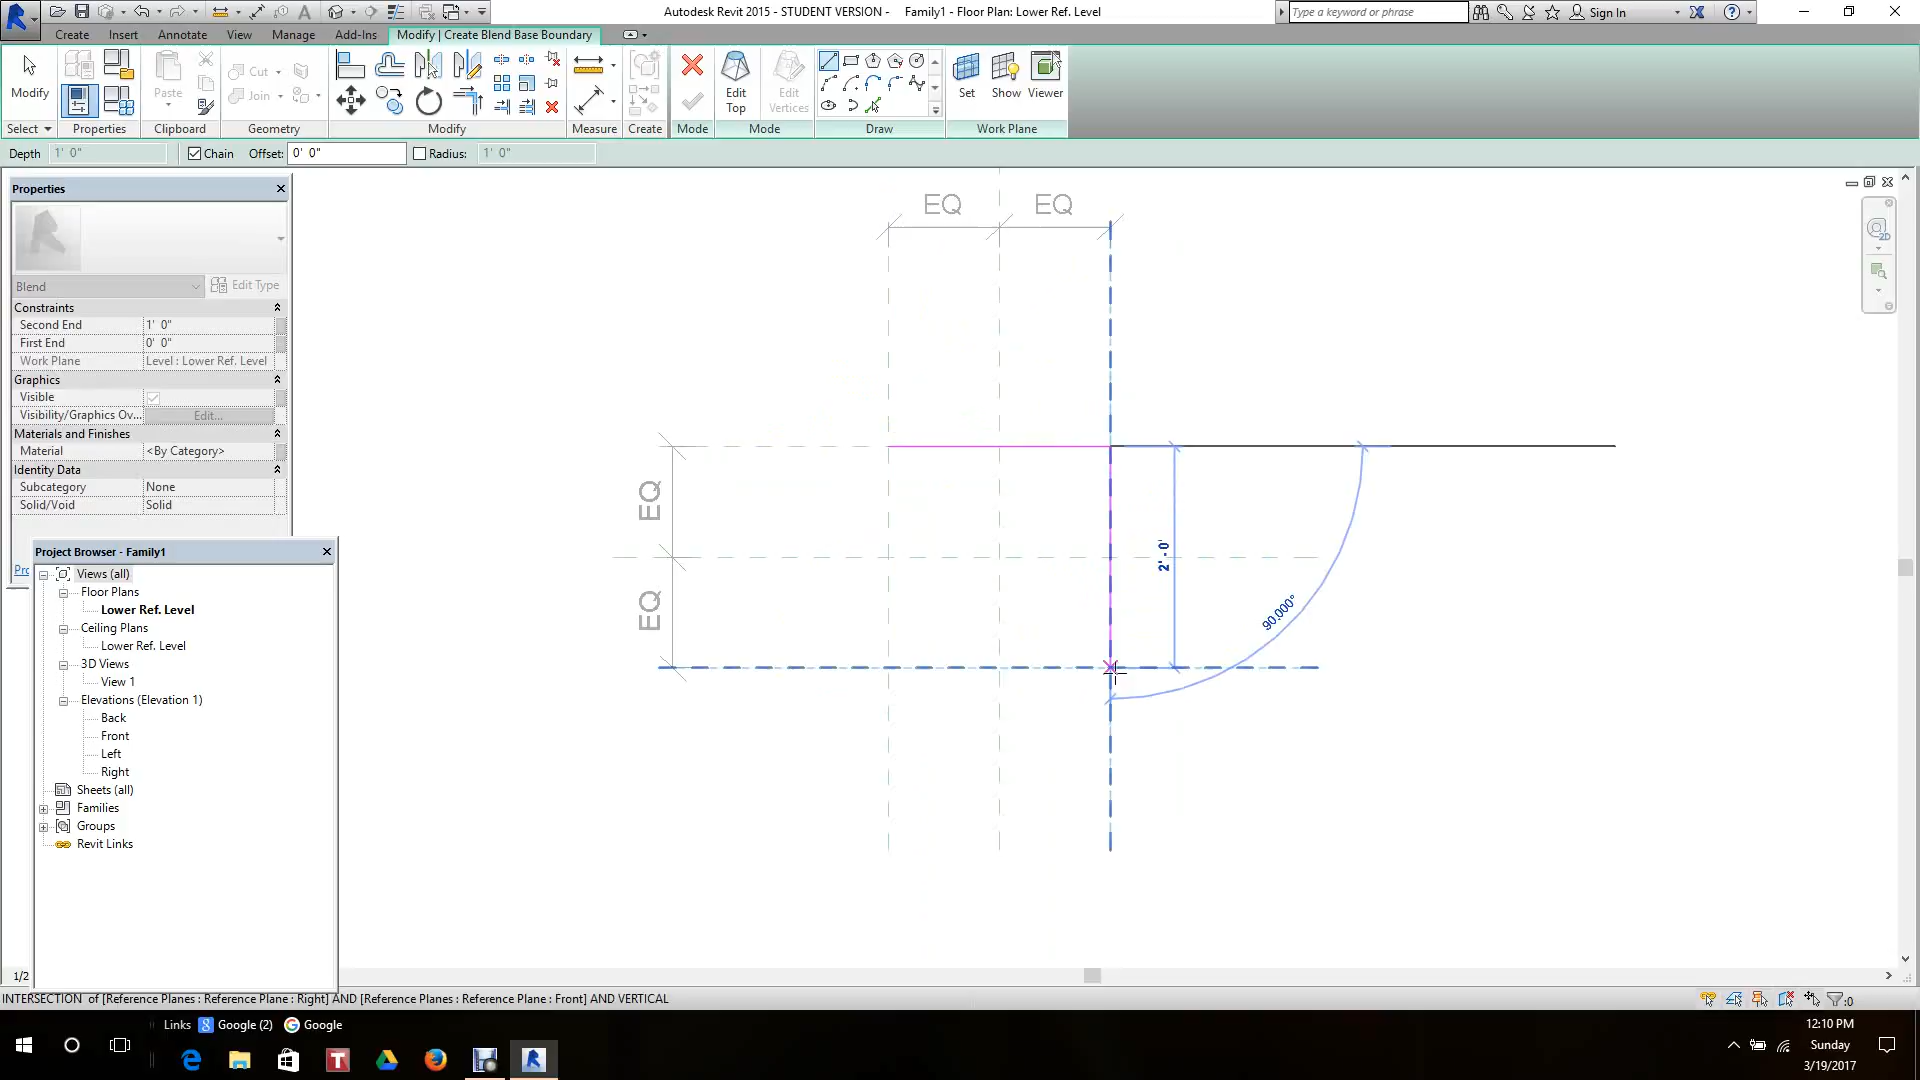 Autodesk Revit 2015 - STUDENT VERSION -    Family1 - Floor Plan: Lower Ref. Level
Type a keyword or phrase
Sign In
Create
Insert
Annotate
View
Manage
Add-Ins
Modify | Create Blend Base Boundary
Modify
Paste
Cut
Join
Edit
Top
Edit
Vertices
Set
Show
Viewer
Select
Properties
Clipboard
Geometry
Modify
Measure
Create
Mode
Mode
Draw
Work Plane
Depth
1' 0"
Chain
Offset:
0' 0"
Radius:
1' 0"
Properties
Blend
Edit Type
Constraints
Second End 1' 0"
First End 0' 0"
Work Plane Level : Lower Ref. Level
Graphics
Visible
Visibility/Graphics Ov... Edit...
Materials and Finishes
Material <By Category>
Identity Data
Subcategory None
Solid/Void Solid
Project Browser - Family1
Views (all)
Floor Plans
Lower Ref. Level
Ceiling Plans
Lower Ref. Level
3D Views
View 1
Elevations (Elevation 1)
Back
Front
Left
Right
Sheets (all)
Families
Groups
Revit Links
EQ
EQ
EQ
EQ
2' - 0"
90.000°
2D
INTERSECTION of [Reference Planes : Reference Plane : Right] AND [Reference Planes : Reference Plane : Front] AND VERTICAL
:0
Links
Google (2)
Google
12:10 PM
Sunday
3/19/2017